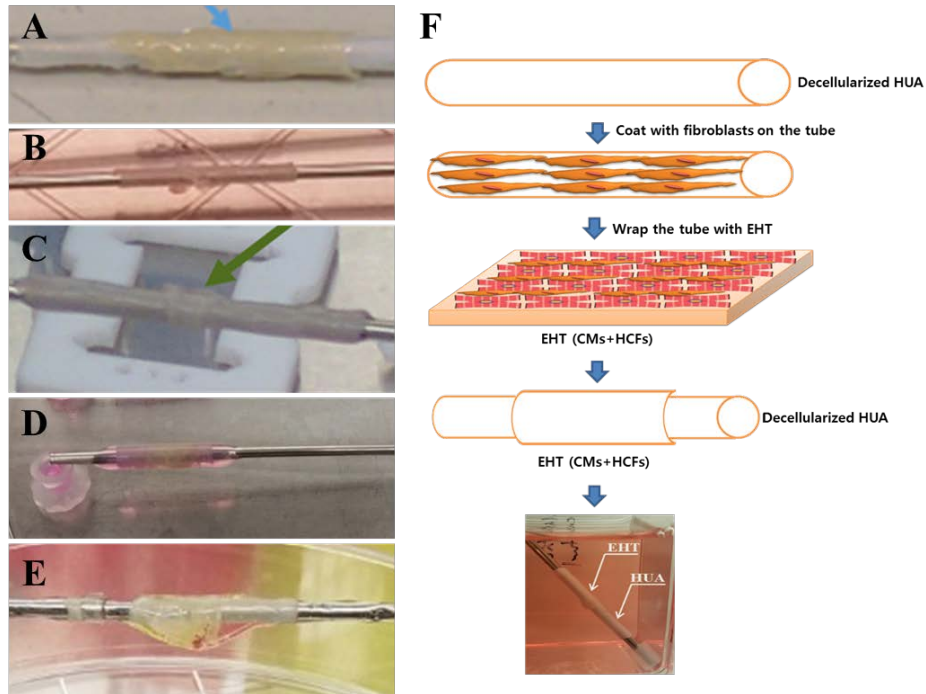 A
B
C
D
E
F
Decellularized HUA
Coat with fibroblasts on the tube
Wrap the tube with EHT
EHT (CMs+HCFs)
Decellularized HUA
EHT (CMs+HCFs)
EHT
HUA